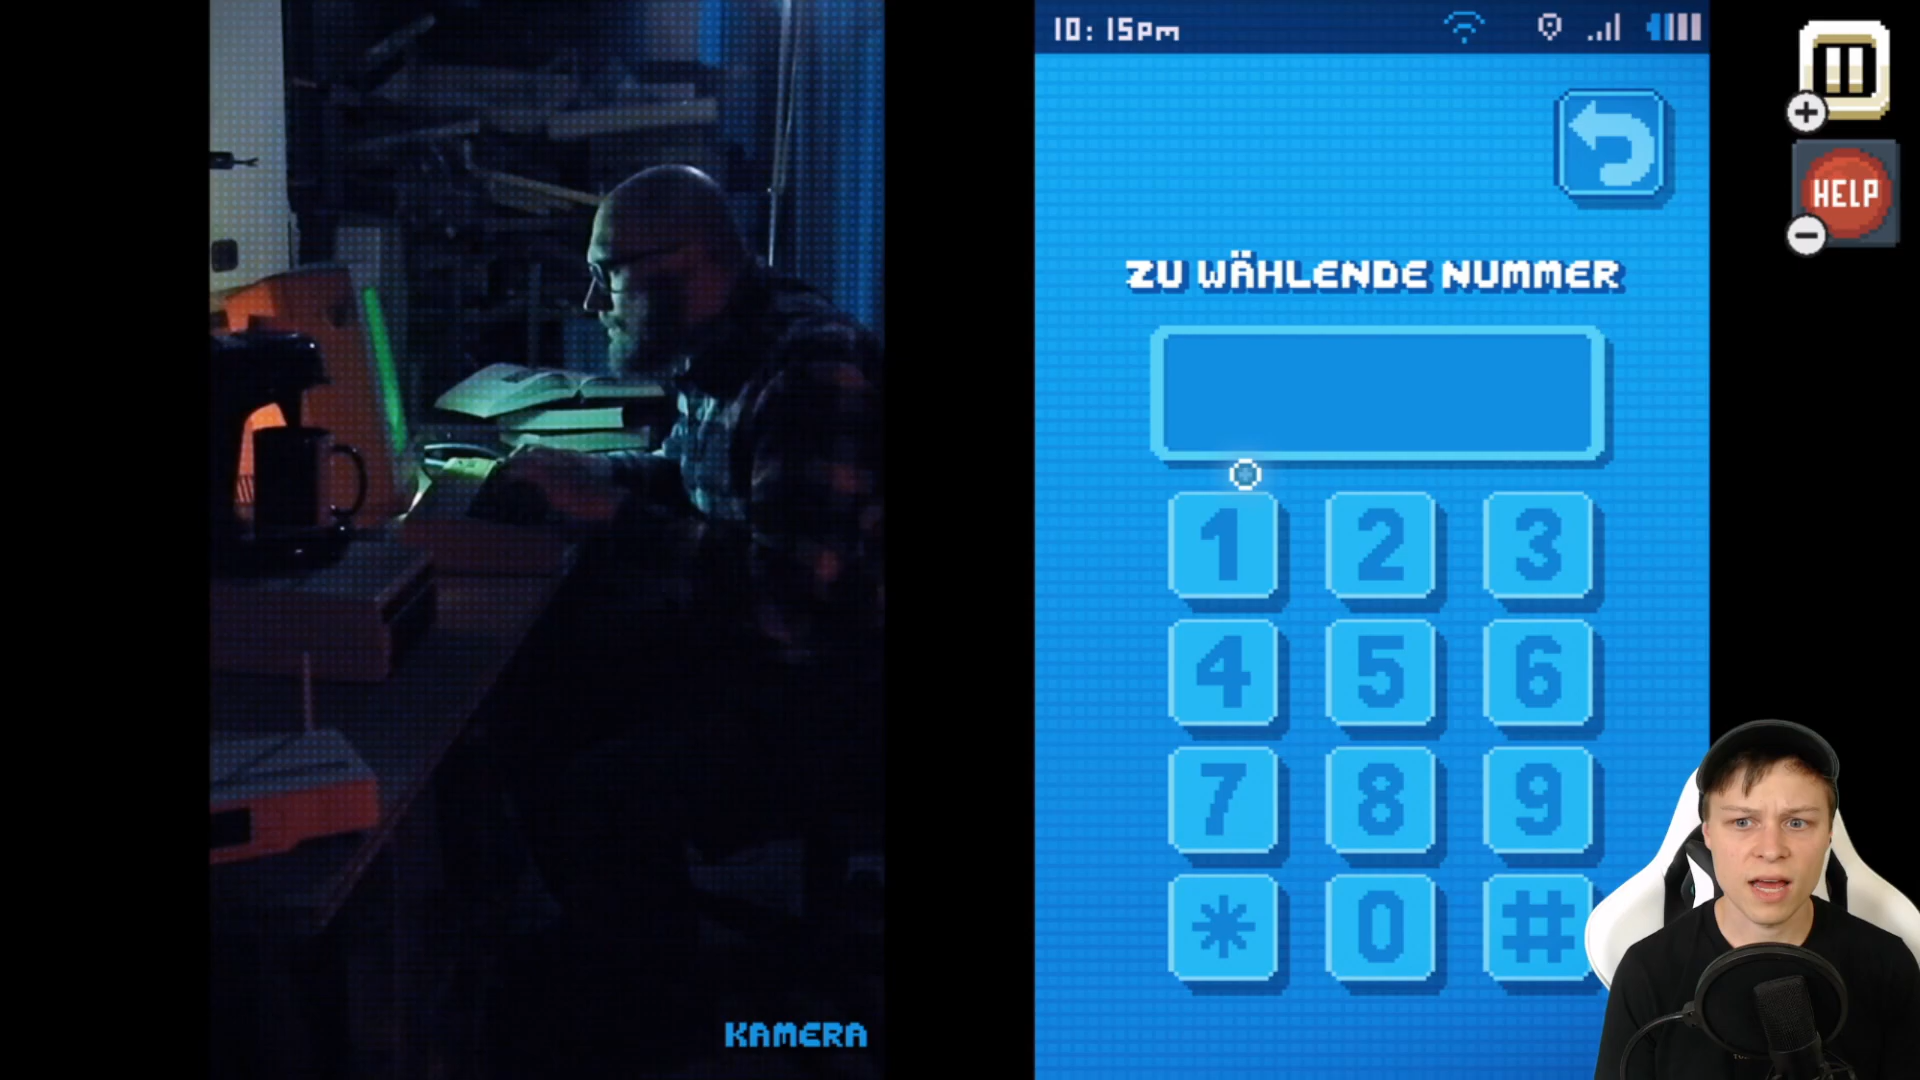 10:15pm
HELP
ZU WÄHLENDE NUMMER
1 2 3
4 5 6
7 8 9
* 0 #
KAMERA